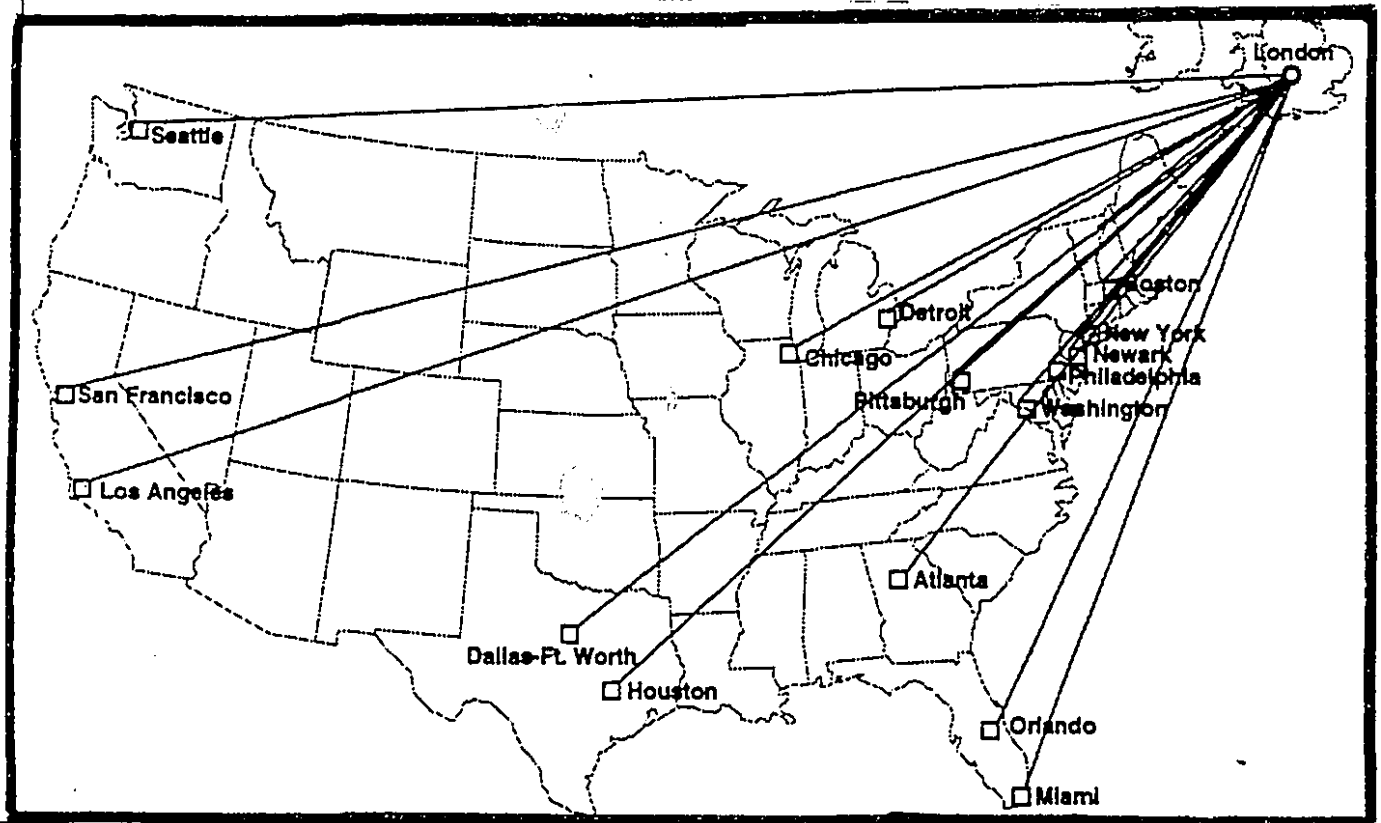 London
Seattle
Boston
Detroit
New York
Newark
Chicago
Philadelphia
San Francisco
Pittsburgh
Washington
Los Angeles
Atlanta
Dallas-Ft. Worth
Houston
Orlando
Miami